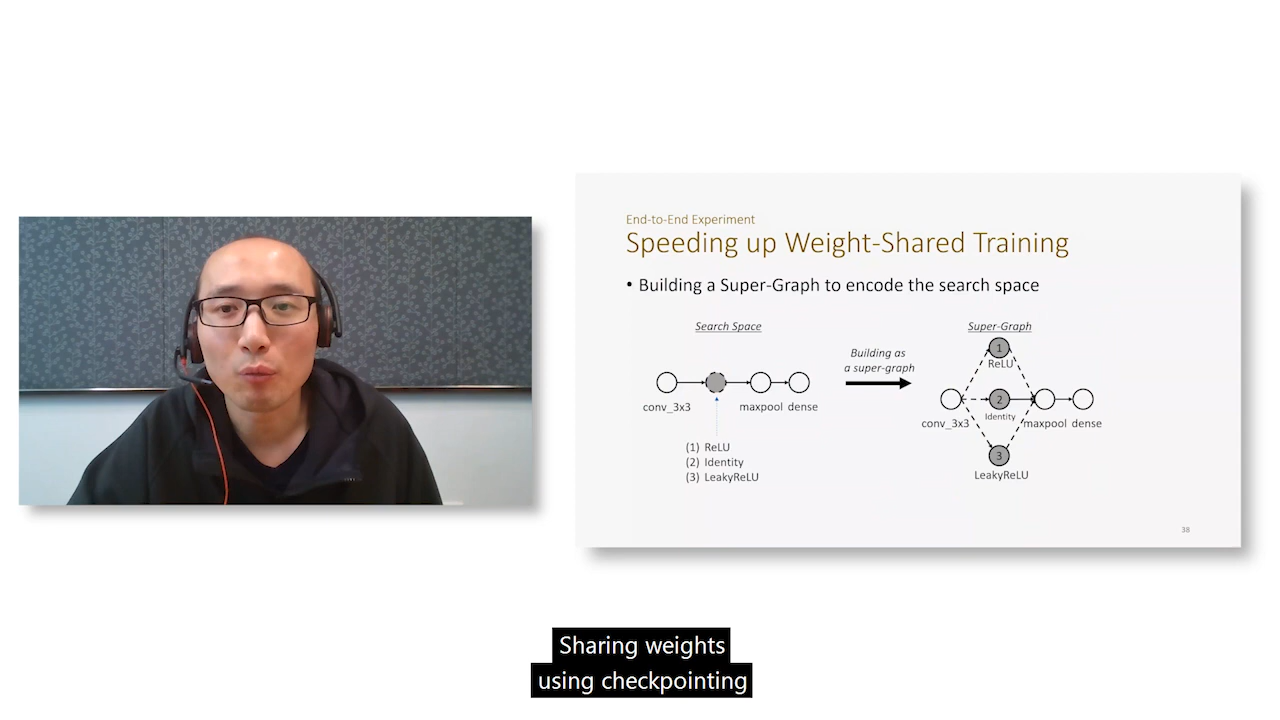 End-to-End Experiment
Speeding up Weight-Shared Training
• Building a Super-Graph to encode the search space
Search Space
conv_3x3
maxpool dense
(1) ReLU
(2) Identity
(3) LeakyReLU
Building as
a super-graph
Super-Graph
1
ReLU
2
Identity
conv_3x3
maxpool dense
3
LeakyReLU
38
Sharing weights
using checkpointing